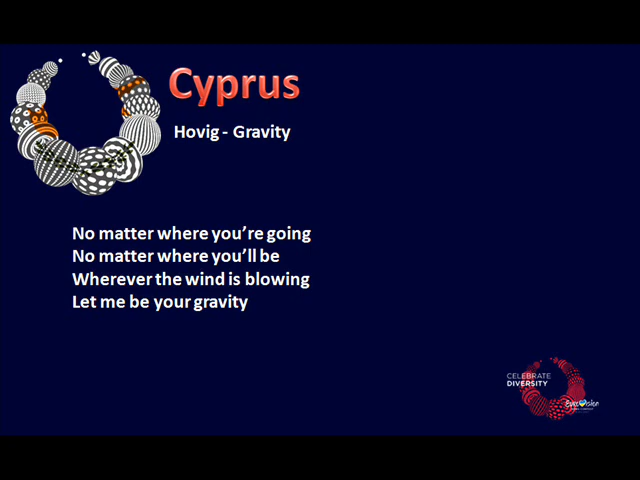 Cyprus
Hovig - Gravity
No matter where you’re going
No matter where you’ll be
Wherever the wind is blowing
Let me be your gravity
CELEBRATE
DIVERSITY